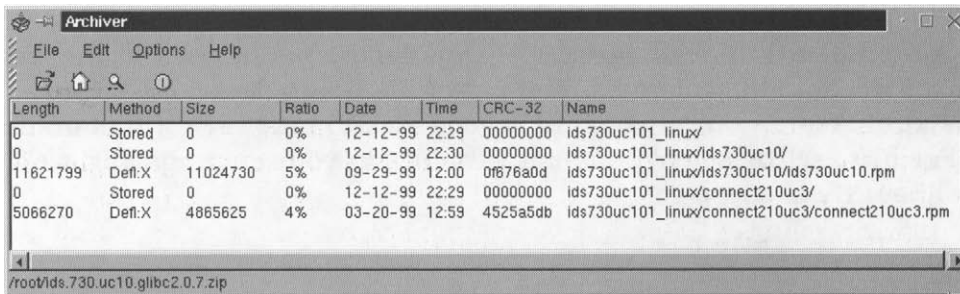 Archiver
File Edit Options Help
Length Method Size Ratio Date Time CRC-32 Name
0 Stored 0 0% 12-12-99 22:29 00000000 ids730uc101_linux/
0 Stored 0 0% 12-12-99 22:30 00000000 ids730uc101_linux/ids730uc10/
11621799 Defl:X 11024730 5% 09-29-99 12:00 0f676a0d ids730uc101_linux/ids730uc10/ids730uc10.rpm
0 Stored 0 0% 12-12-99 22:29 00000000 ids730uc101_linux/connect210uc3/
5066270 Defl:X 4865625 4% 03-20-99 12:59 4525a5db ids730uc101_linux/connect210uc3/connect210uc3.rpm
/root/ids.730.uc10.glibc2.0.7.zip